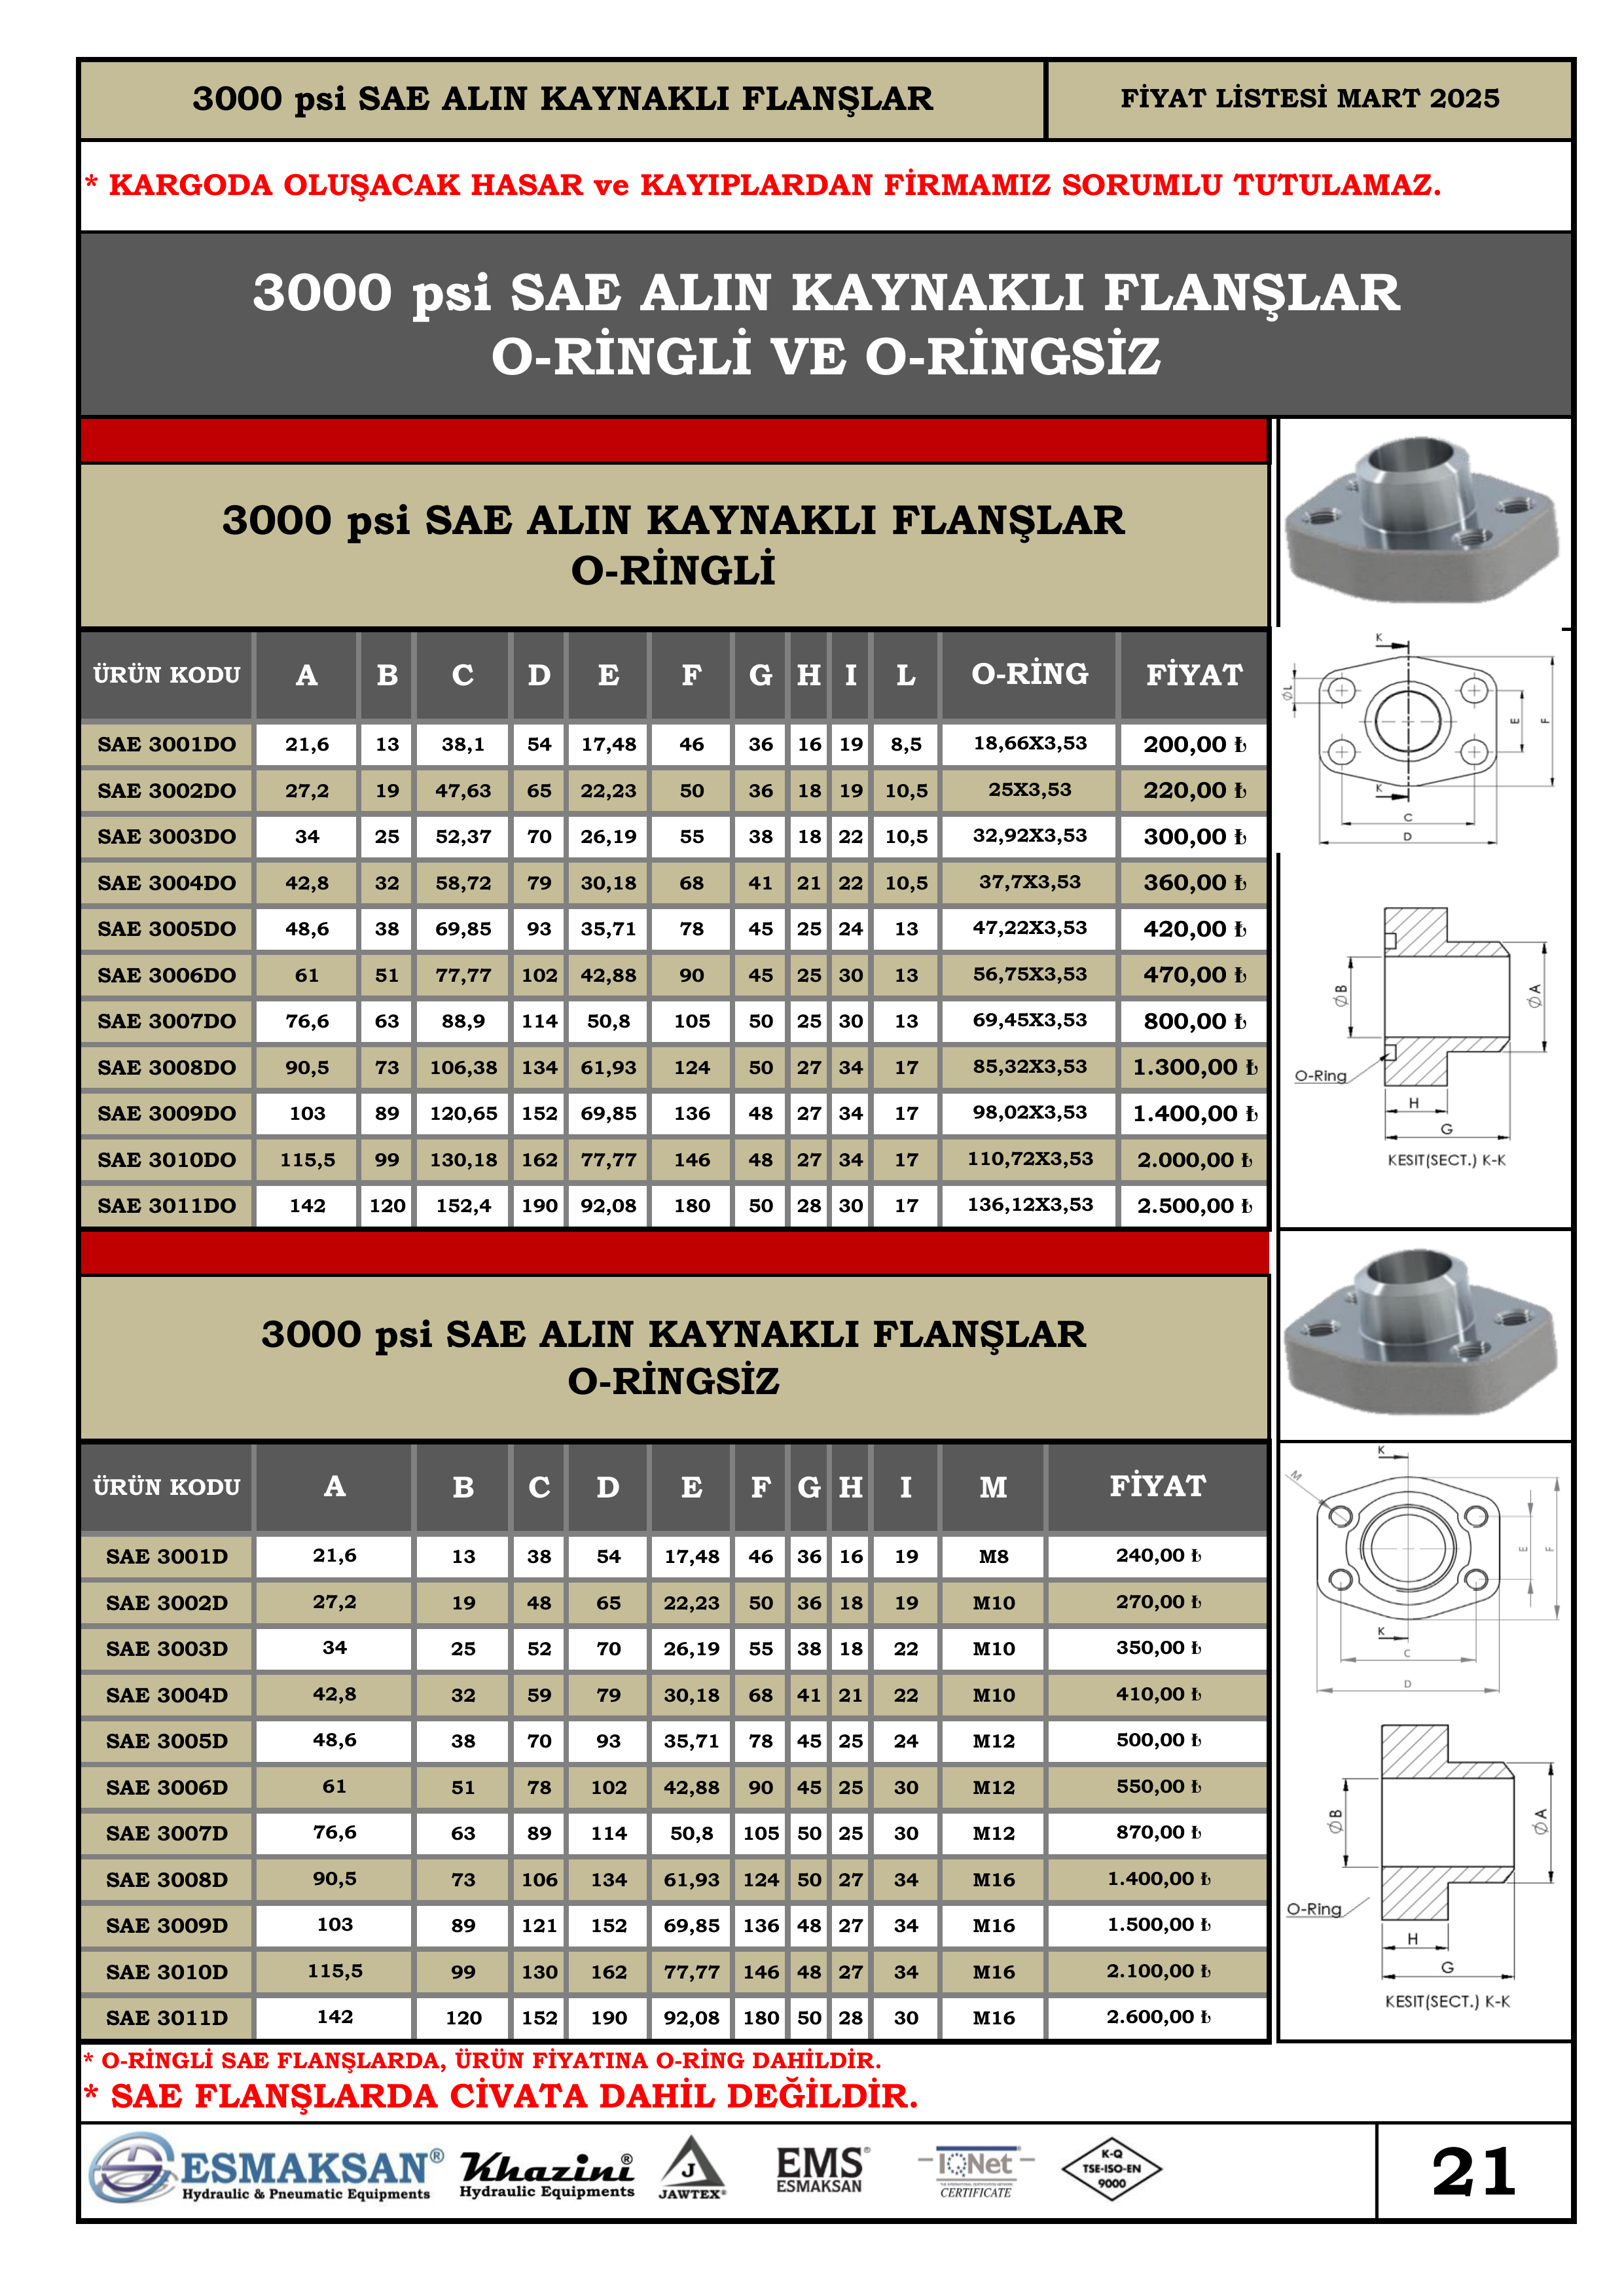 3000 psi SAE ALIN KAYNAKLI FLANŞLAR FİYAT LİSTESİ MART 2025
* KARGODA OLUŞACAK HASAR ve KAYIPLARDAN FİRMAMIZ SORUMLU TUTULAMAZ.
3000 psi SAE ALIN KAYNAKLI FLANŞLAR
O-RİNGLİ VE O-RİNGSİZ
3000 psi SAE ALIN KAYNAKLI FLANŞLAR
O-RİNGLİ
ÜRÜN KODU A B C D E F G H I L O-RİNG FİYAT
SAE 3001DO 21,6 13 38,1 54 17,48 46 36 16 19 8,5 18,66X3,53 200,00 ₺
SAE 3002DO 27,2 19 47,63 65 22,23 50 36 18 19 10,5 25X3,53 220,00 ₺
SAE 3003DO 34 25 52,37 70 26,19 55 38 18 22 10,5 32,92X3,53 300,00 ₺
SAE 3004DO 42,8 32 58,72 79 30,18 68 41 21 22 10,5 37,7X3,53 360,00 ₺
SAE 3005DO 48,6 38 69,85 93 35,71 78 45 25 24 13 47,22X3,53 420,00 ₺
SAE 3006DO 61 51 77,77 102 42,88 90 45 25 30 13 56,75X3,53 470,00 ₺
SAE 3007DO 76,6 63 88,9 114 50,8 105 50 25 30 13 69,45X3,53 800,00 ₺
SAE 3008DO 90,5 73 106,38 134 61,93 124 50 27 34 17 85,32X3,53 1.300,00 ₺
SAE 3009DO 103 89 120,65 152 69,85 136 48 27 34 17 98,02X3,53 1.400,00 ₺
SAE 3010DO 115,5 99 130,18 162 77,77 146 48 27 34 17 110,72X3,53 2.000,00 ₺
SAE 3011DO 142 120 152,4 190 92,08 180 50 28 30 17 136,12X3,53 2.500,00 ₺
K
ØL
E
F
K
C
D
ØB
ØA
O-Ring
H
G
KESIT(SECT.) K-K
3000 psi SAE ALIN KAYNAKLI FLANŞLAR
O-RİNGSİZ
ÜRÜN KODU A B C D E F G H I M FİYAT
SAE 3001D 21,6 13 38 54 17,48 46 36 16 19 M8 240,00 ₺
SAE 3002D 27,2 19 48 65 22,23 50 36 18 19 M10 270,00 ₺
SAE 3003D 34 25 52 70 26,19 55 38 18 22 M10 350,00 ₺
SAE 3004D 42,8 32 59 79 30,18 68 41 21 22 M10 410,00 ₺
SAE 3005D 48,6 38 70 93 35,71 78 45 25 24 M12 500,00 ₺
SAE 3006D 61 51 78 102 42,88 90 45 25 30 M12 550,00 ₺
SAE 3007D 76,6 63 89 114 50,8 105 50 25 30 M12 870,00 ₺
SAE 3008D 90,5 73 106 134 61,93 124 50 27 34 M16 1.400,00 ₺
SAE 3009D 103 89 121 152 69,85 136 48 27 34 M16 1.500,00 ₺
SAE 3010D 115,5 99 130 162 77,77 146 48 27 34 M16 2.100,00 ₺
SAE 3011D 142 120 152 190 92,08 180 50 28 30 M16 2.600,00 ₺
K
M
E
F
K
C
D
ØB
ØA
O-Ring
H
G
KESIT(SECT.) K-K
* O-RİNGLİ SAE FLANŞLARDA, ÜRÜN FİYATINA O-RİNG DAHİLDİR.
* SAE FLANŞLARDA CİVATA DAHİL DEĞİLDİR.
ESMAKSAN®
Hydraulic & Pneumatic Equipments
Khazini®
Hydraulic Equipments
J
JAWTEX®
EMS®
ESMAKSAN
IQNet
CERTIFICATE
K-Q
TSE-ISO-EN
9000
21